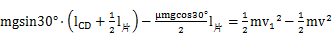 mgsin30°·(l_CD+½l_片)−μmgcos30°/2 l_片=½mv₁²−½mv²